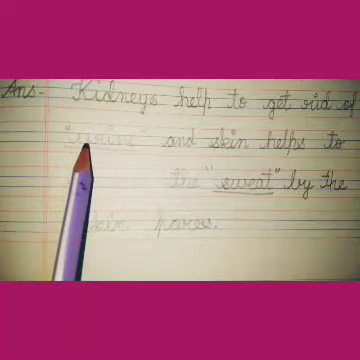 Ans- Kidneys help to get rid of
"urine" and skin helps to
the "sweat" by the
skin pores.